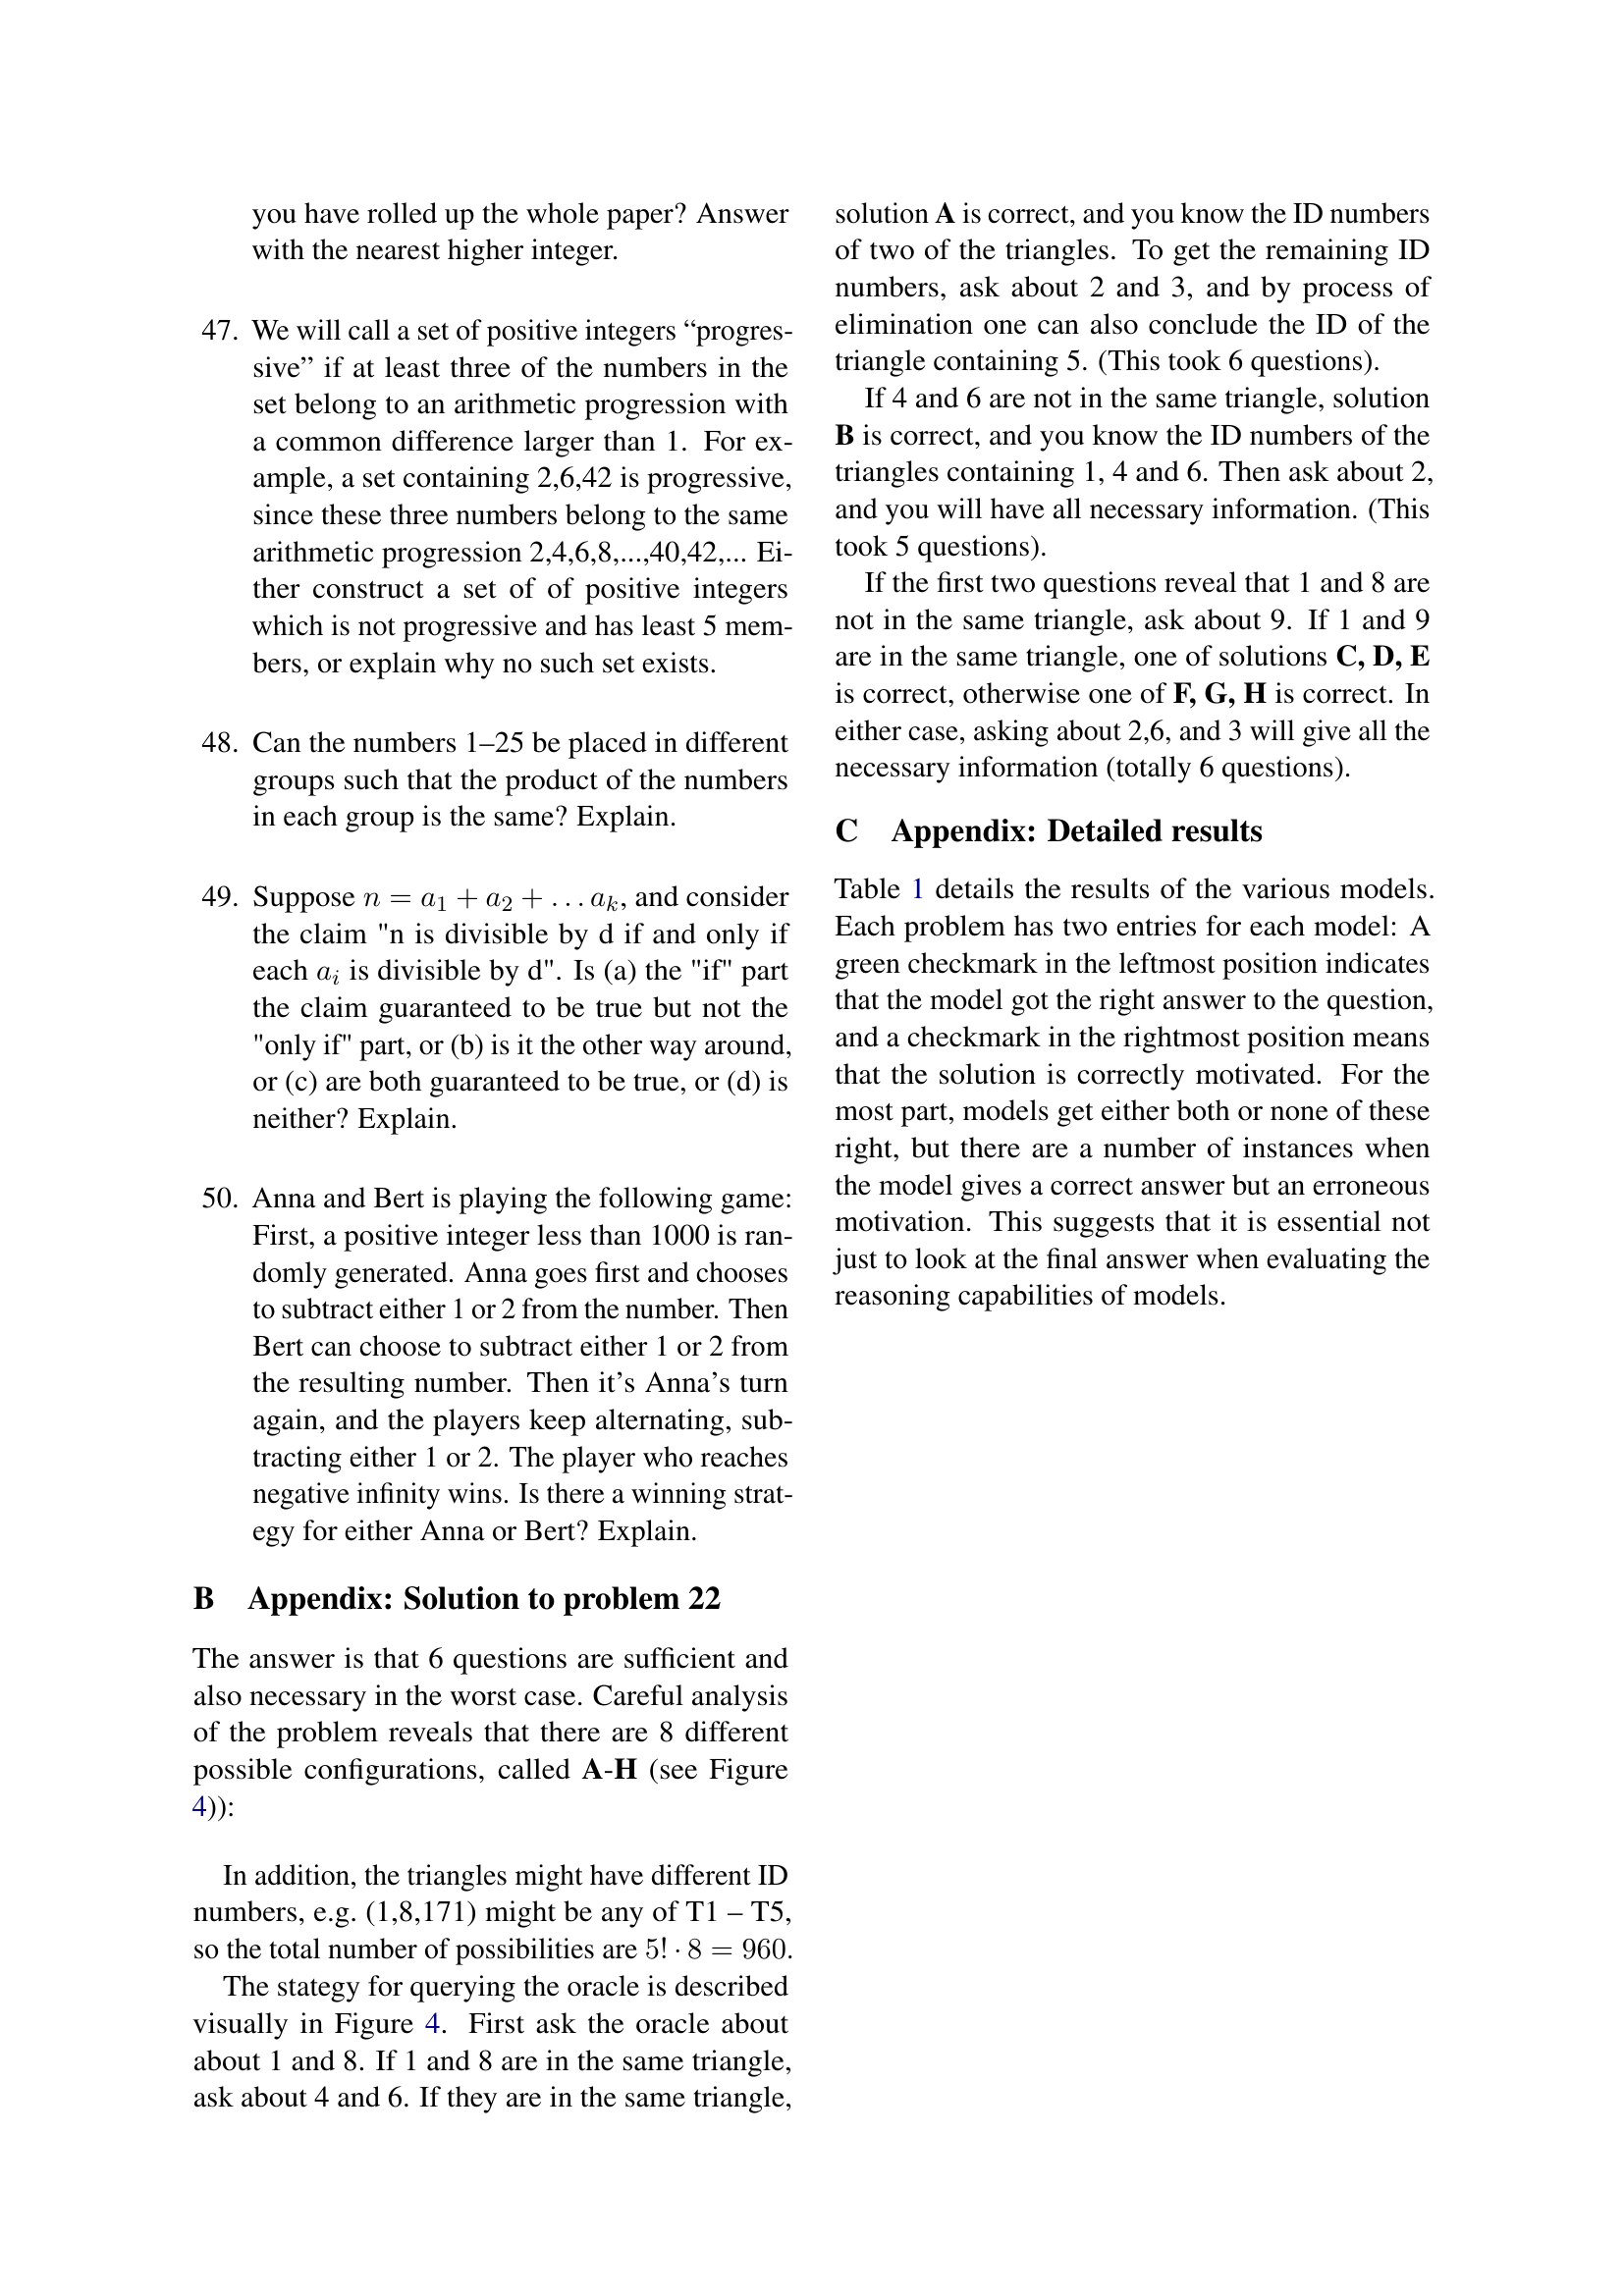 you have rolled up the whole paper? Answer
with the nearest higher integer.
47. We will call a set of positive integers “progres-
sive” if at least three of the numbers in the
set belong to an arithmetic progression with
a common difference larger than 1. For ex-
ample, a set containing 2,6,42 is progressive,
since these three numbers belong to the same
arithmetic progression 2,4,6,8,...,40,42,... Ei-
ther construct a set of of positive integers
which is not progressive and has least 5 mem-
bers, or explain why no such set exists.
48. Can the numbers 1–25 be placed in different
groups such that the product of the numbers
in each group is the same? Explain.
49. Suppose n = a₁ + a₂ + . . . aₖ, and consider
the claim "n is divisible by d if and only if
each aᵢ is divisible by d". Is (a) the "if" part
the claim guaranteed to be true but not the
"only if" part, or (b) is it the other way around,
or (c) are both guaranteed to be true, or (d) is
neither? Explain.
50. Anna and Bert is playing the following game:
First, a positive integer less than 1000 is ran-
domly generated. Anna goes first and chooses
to subtract either 1 or 2 from the number. Then
Bert can choose to subtract either 1 or 2 from
the resulting number. Then it’s Anna’s turn
again, and the players keep alternating, sub-
tracting either 1 or 2. The player who reaches
negative infinity wins. Is there a winning strat-
egy for either Anna or Bert? Explain.
B Appendix: Solution to problem 22
The answer is that 6 questions are sufficient and
also necessary in the worst case. Careful analysis
of the problem reveals that there are 8 different
possible configurations, called A-H (see Figure
4)):
In addition, the triangles might have different ID
numbers, e.g. (1,8,171) might be any of T1 – T5,
so the total number of possibilities are 5! · 8 = 960.
The stategy for querying the oracle is described
visually in Figure 4. First ask the oracle about
about 1 and 8. If 1 and 8 are in the same triangle,
ask about 4 and 6. If they are in the same triangle,
solution A is correct, and you know the ID numbers
of two of the triangles. To get the remaining ID
numbers, ask about 2 and 3, and by process of
elimination one can also conclude the ID of the
triangle containing 5. (This took 6 questions).
If 4 and 6 are not in the same triangle, solution
B is correct, and you know the ID numbers of the
triangles containing 1, 4 and 6. Then ask about 2,
and you will have all necessary information. (This
took 5 questions).
If the first two questions reveal that 1 and 8 are
not in the same triangle, ask about 9. If 1 and 9
are in the same triangle, one of solutions C, D, E
is correct, otherwise one of F, G, H is correct. In
either case, asking about 2,6, and 3 will give all the
necessary information (totally 6 questions).
C Appendix: Detailed results
Table 1 details the results of the various models.
Each problem has two entries for each model: A
green checkmark in the leftmost position indicates
that the model got the right answer to the question,
and a checkmark in the rightmost position means
that the solution is correctly motivated. For the
most part, models get either both or none of these
right, but there are a number of instances when
the model gives a correct answer but an erroneous
motivation. This suggests that it is essential not
just to look at the final answer when evaluating the
reasoning capabilities of models.